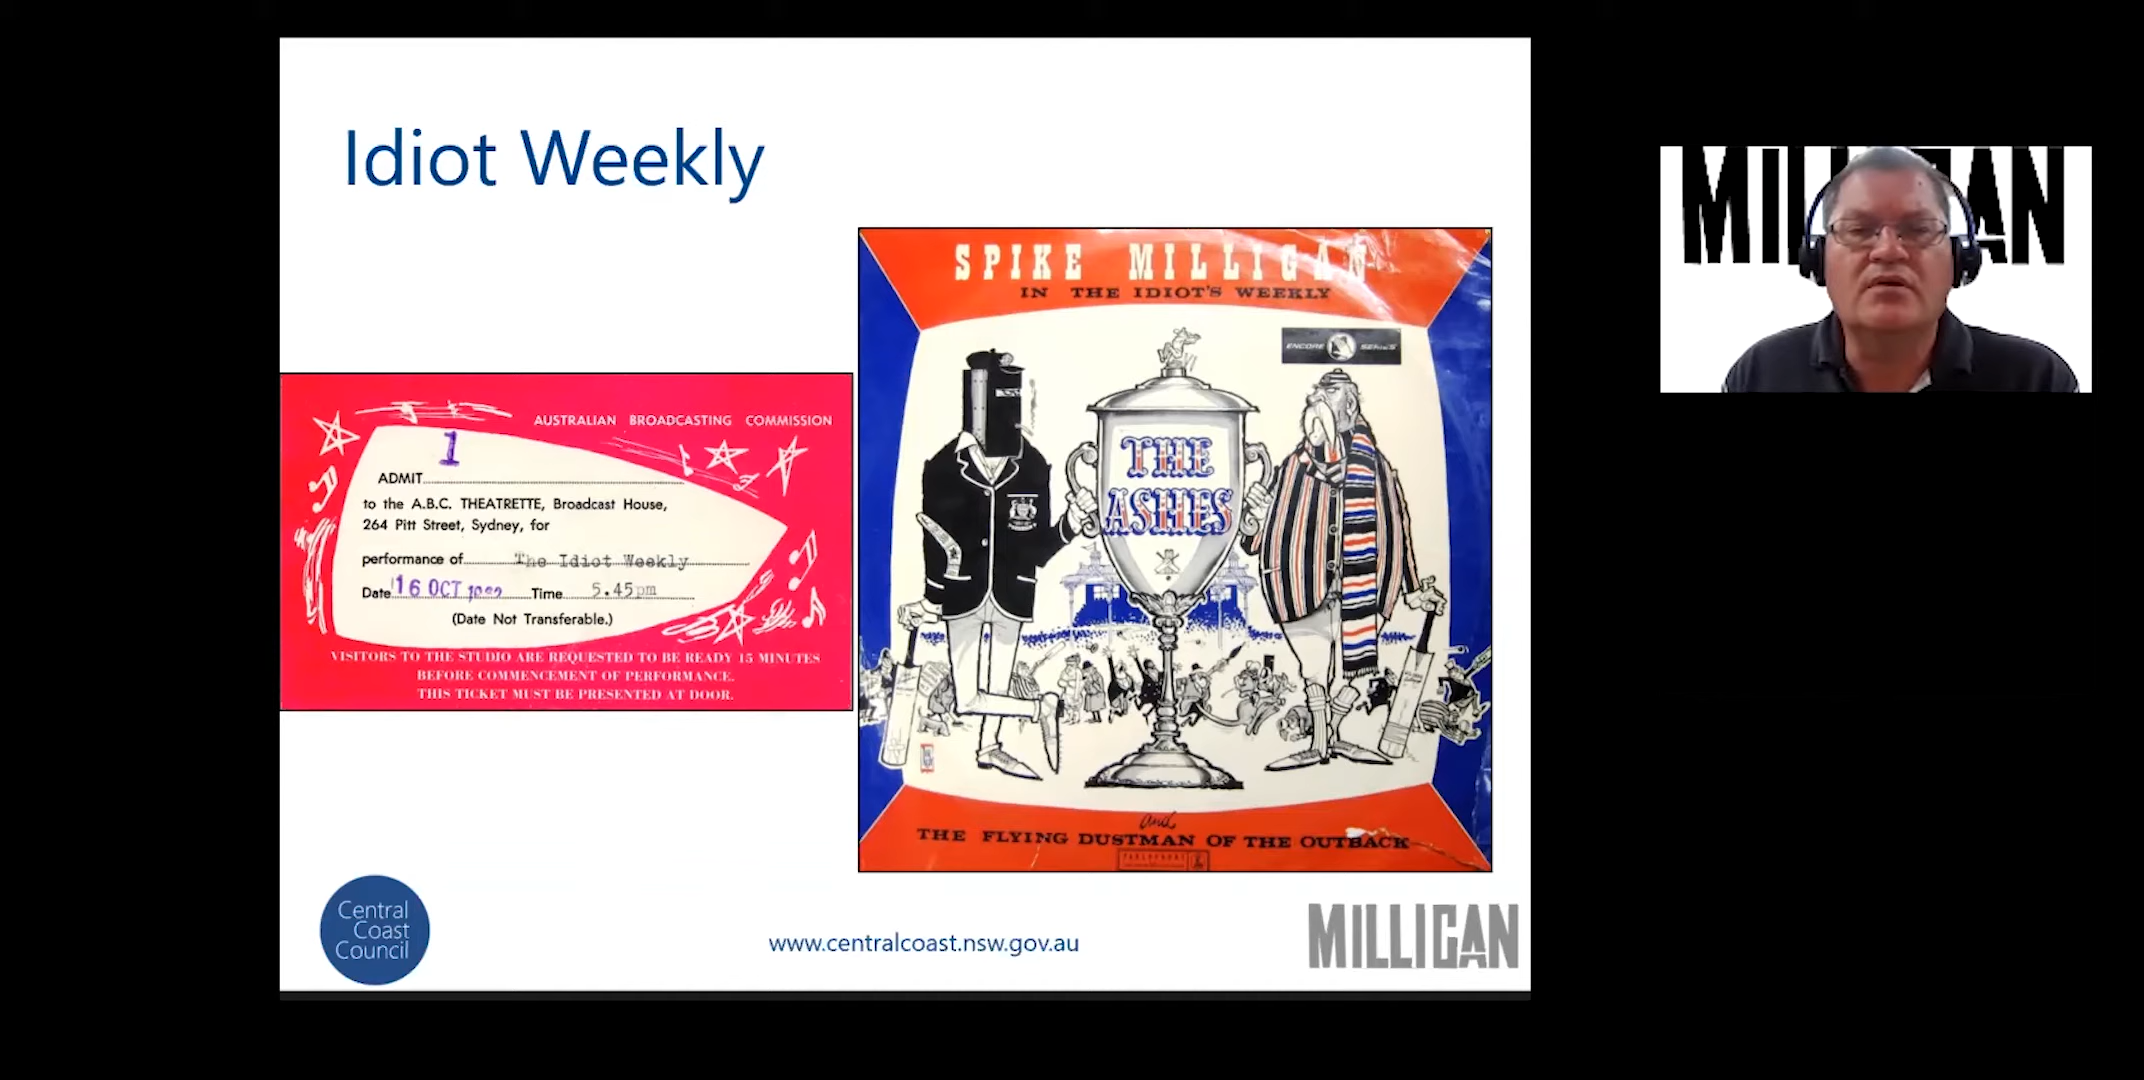 Idiot Weekly
AUSTRALIAN BROADCASTING COMMISSION
1
ADMIT
to the A.B.C. THEATRETTE, Broadcast House,
264 Pitt Street, Sydney, for
performance of The Idiot Weekly
Date 16 OCT Time 5.45pm
(Date Not Transferable.)
VISITORS TO THE STUDIO ARE REQUESTED TO BE READY 15 MINUTES
BEFORE COMMENCEMENT OF PERFORMANCE.
THIS TICKET MUST BE PRESENTED AT DOOR.
SPIKE MILLIGAN
IN THE IDIOT'S WEEKLY
ENCORE SERIES
THE
ASHES
and
THE FLYING DUSTMAN OF THE OUTBACK
PARLOPHONE
Central
Coast
Council
www.centralcoast.nsw.gov.au
MILLIGAN
MILLIGAN